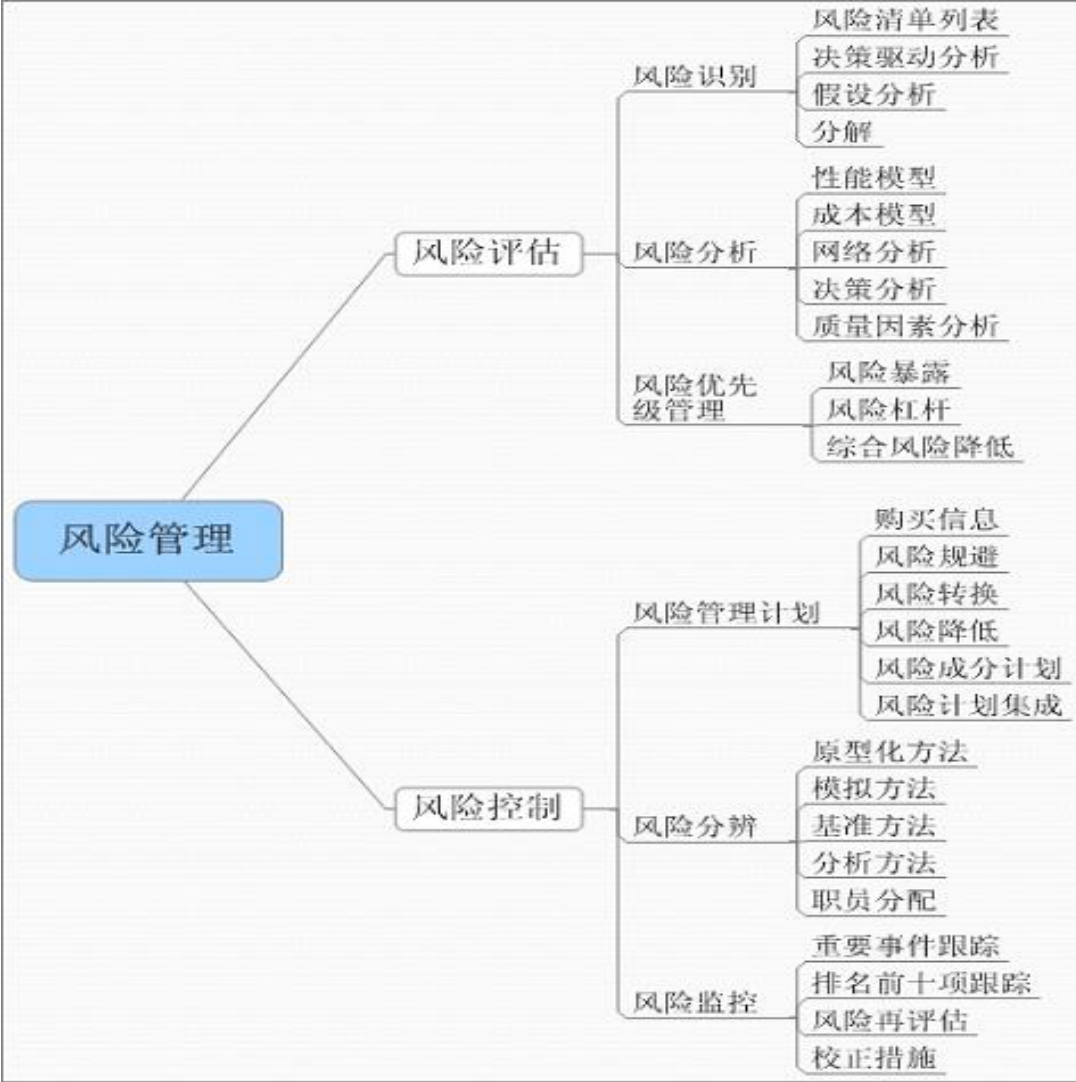 风险管理
风险评估
风险识别
风险清单列表
决策驱动分析
假设分析
分解
风险分析
性能模型
成本模型
网络分析
决策分析
质量因素分析
风险优先
级管理
风险暴露
风险杠杆
综合风险降低
风险控制
风险管理计划
购买信息
风险规避
风险转换
风险降低
风险成分计划
风险计划集成
风险分辨
原型化方法
模拟方法
基准方法
分析方法
职员分配
风险监控
重要事件跟踪
排名前十项跟踪
风险再评估
校正措施